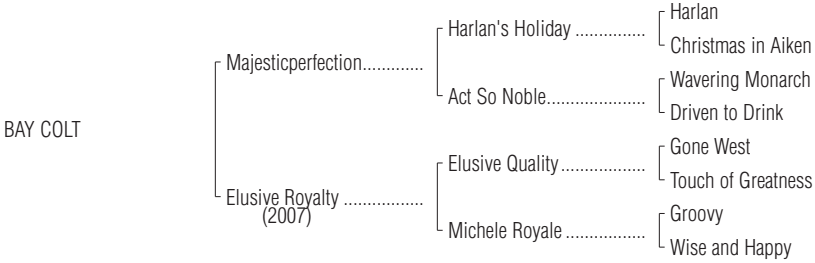 Harlan
Harlan's Holiday ...............
Christmas in Aiken
Majesticperfection.............
Wavering Monarch
Act So Noble.....................
Driven to Drink
BAY COLT
Gone West
Elusive Quality ..................
Touch of Greatness
Elusive Royalty .................
(2007)
Groovy
Michele Royale .................
Wise and Happy